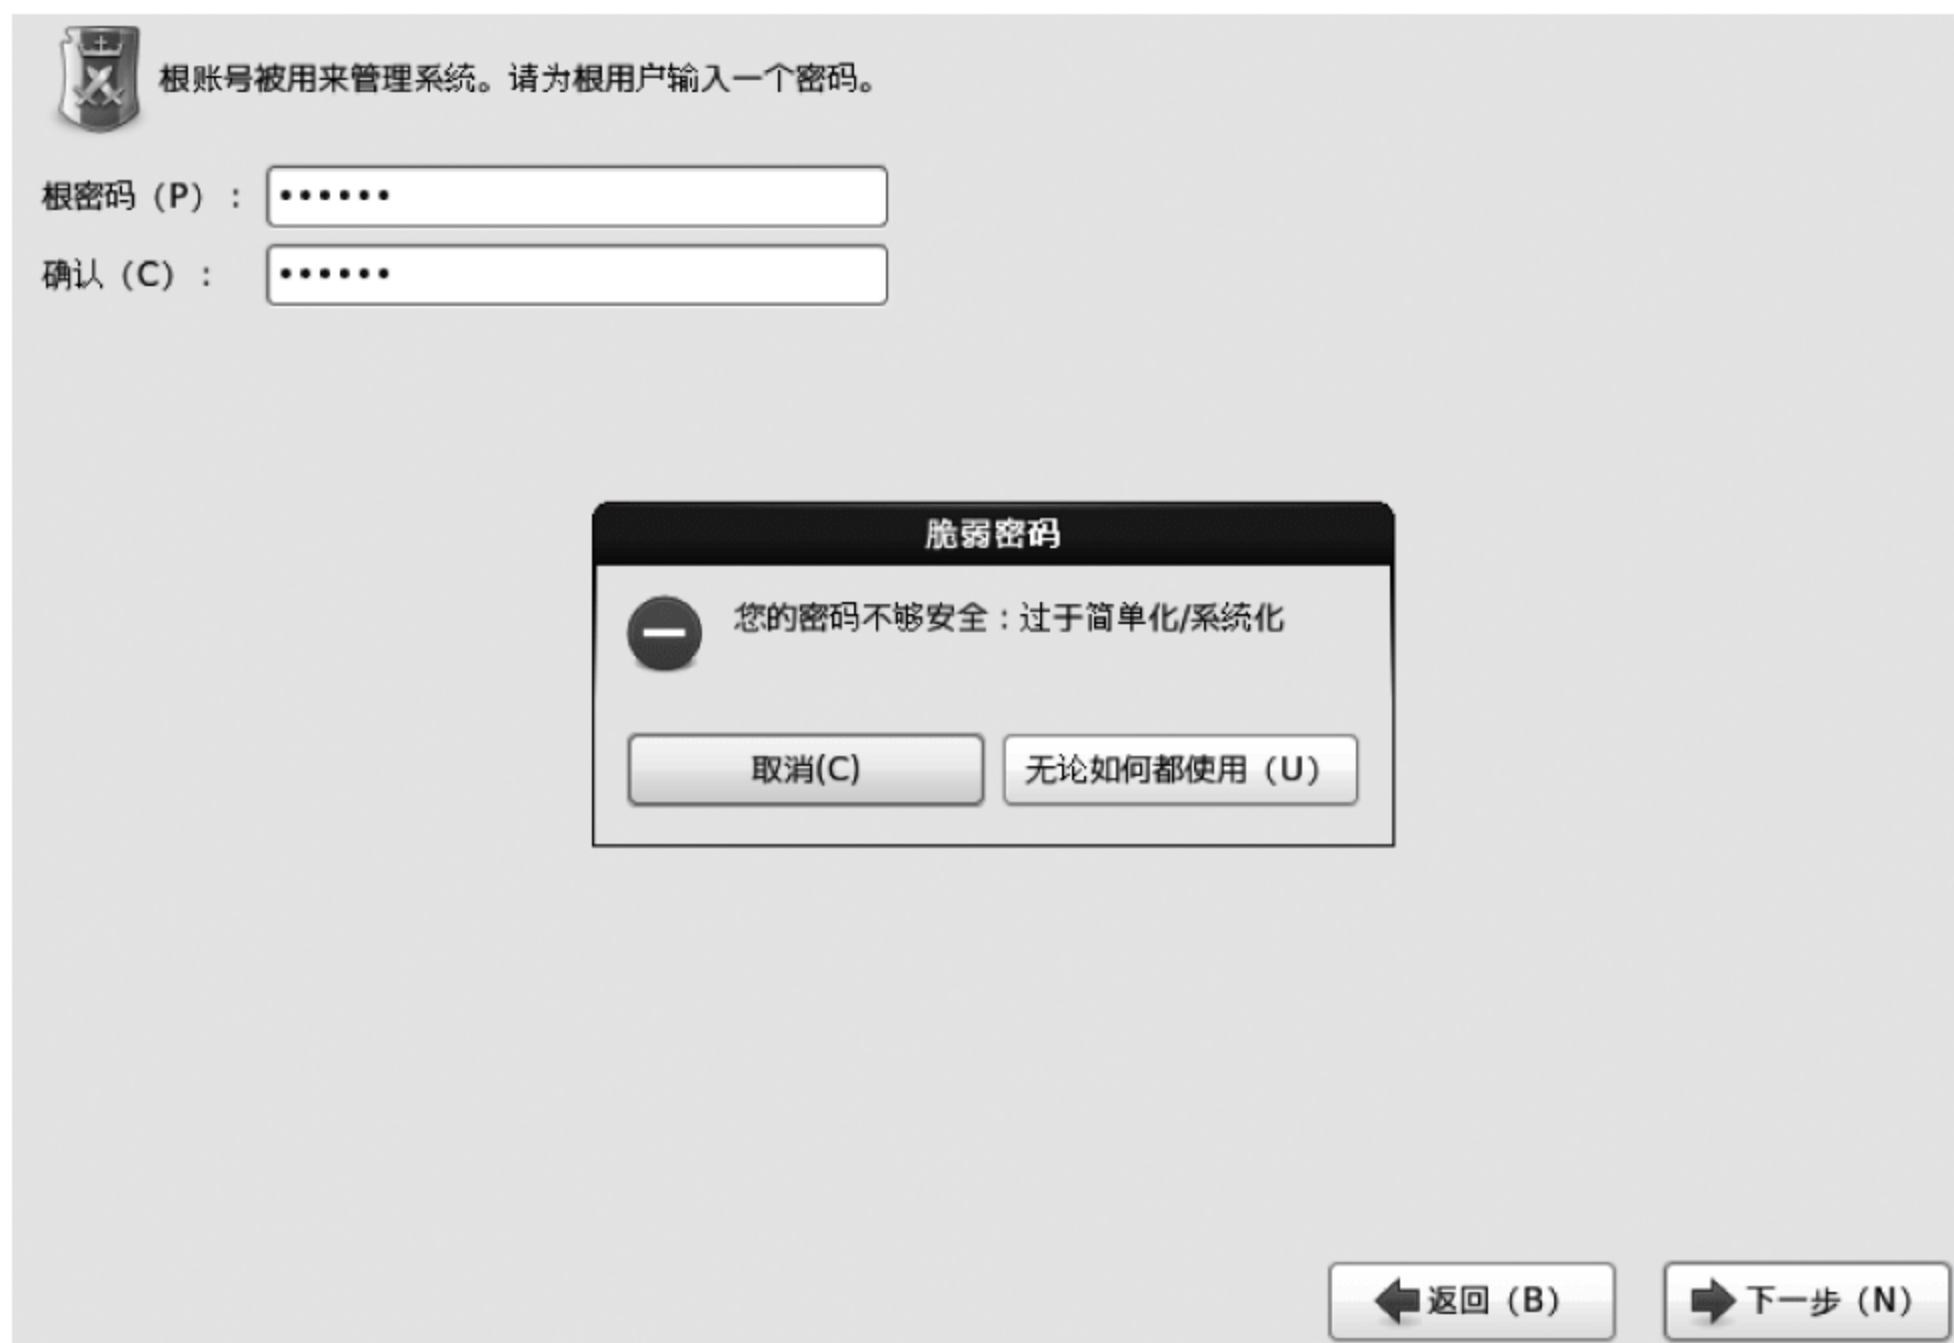 根账号被用来管理系统。请为根用户输入一个密码。
根密码（P）：
••••••
确认（C）：
••••••
脆弱密码
您的密码不够安全：过于简单化/系统化
取消(C)
无论如何都使用（U）
返回（B）
下一步（N）